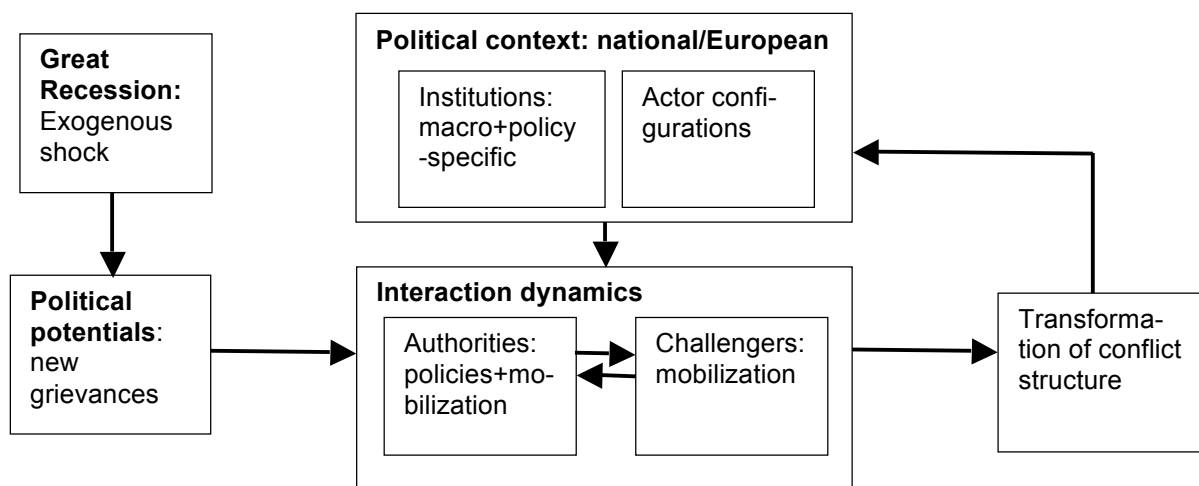 Great
Recession:
Exogenous
shock
Political context: national/European
Institutions:
macro+policy
-specific
Actor confi-
gurations
Political
potentials:
new
grievances
Interaction dynamics
Authorities:
policies+mo-
bilization
Challengers:
mobilization
Transforma-
tion of conflict
structure